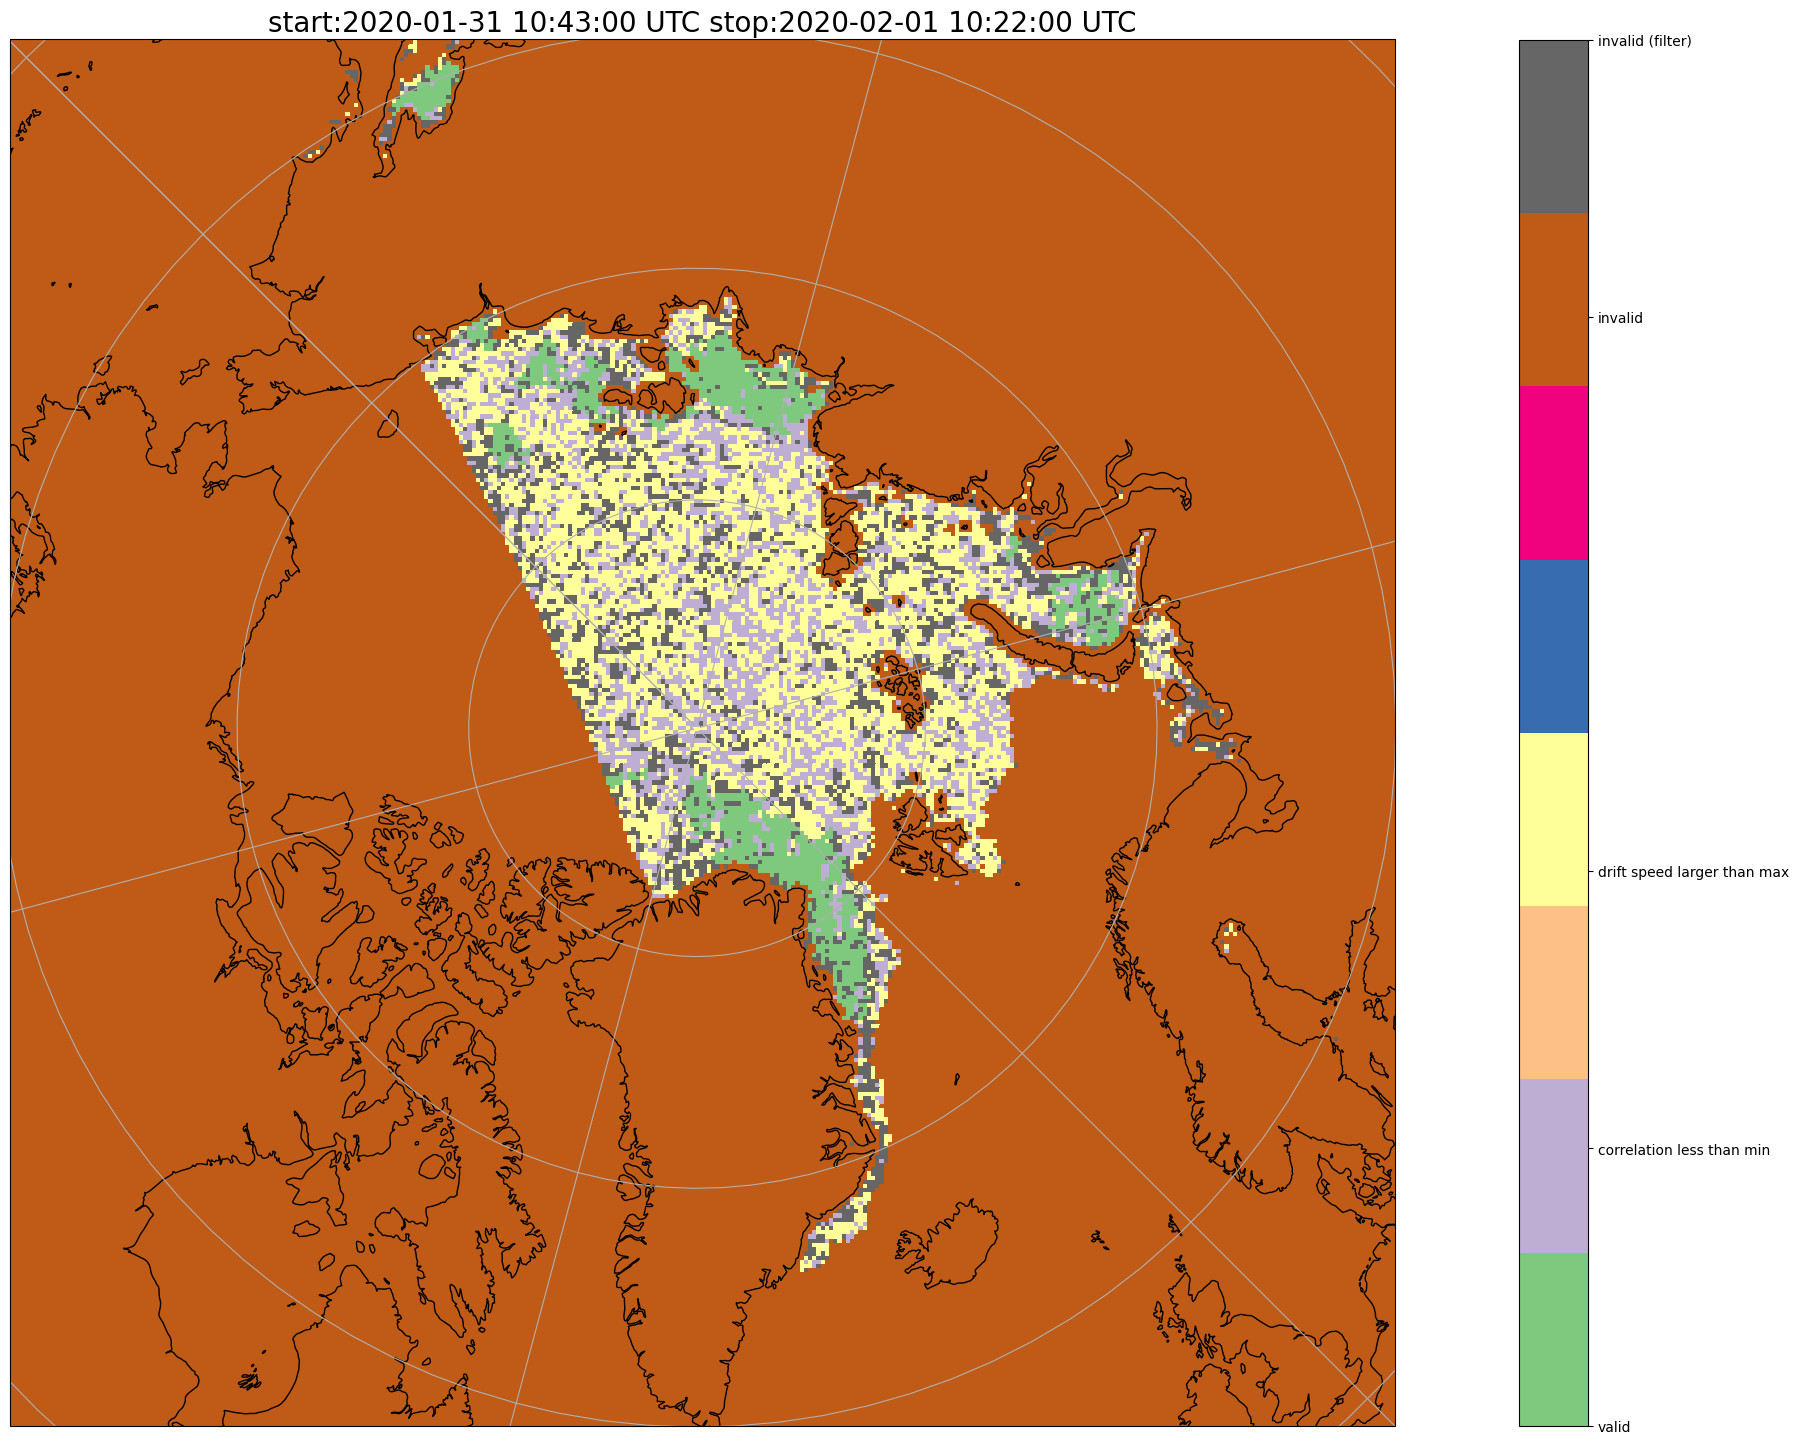 start:2020-01-31 10:43:00 UTC stop:2020-02-01 10:22:00 UTC
invalid (filter)
invalid
drift speed larger than max
correlation less than min
valid